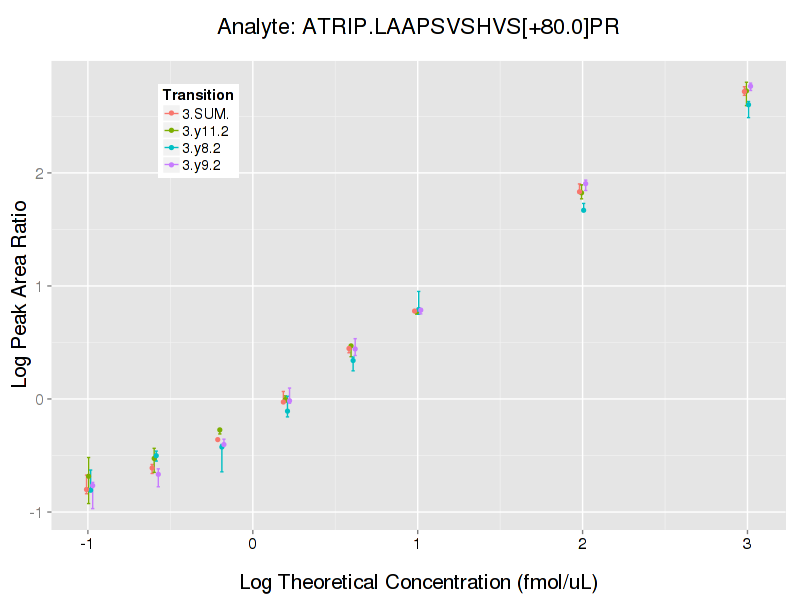 Analyte: ATRIP.LAAPSVSHVS[+80.0]PR
Transition
3.SUM.
3.y11.2
3.y8.2
3.y9.2
Log Peak Area Ratio
2
1
0
-1
-1 0 1 2 3
Log Theoretical Concentration (fmol/uL)